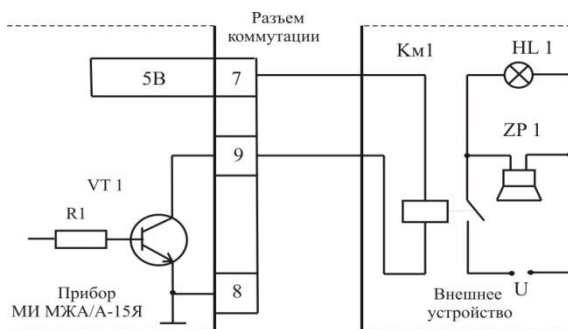 Разъем
коммутации
5В
7
Км1
HL 1
9
ZP 1
VT 1
R1
8
Прибор
МИ МЖА/А-15Я
Внешнее
устройство
U